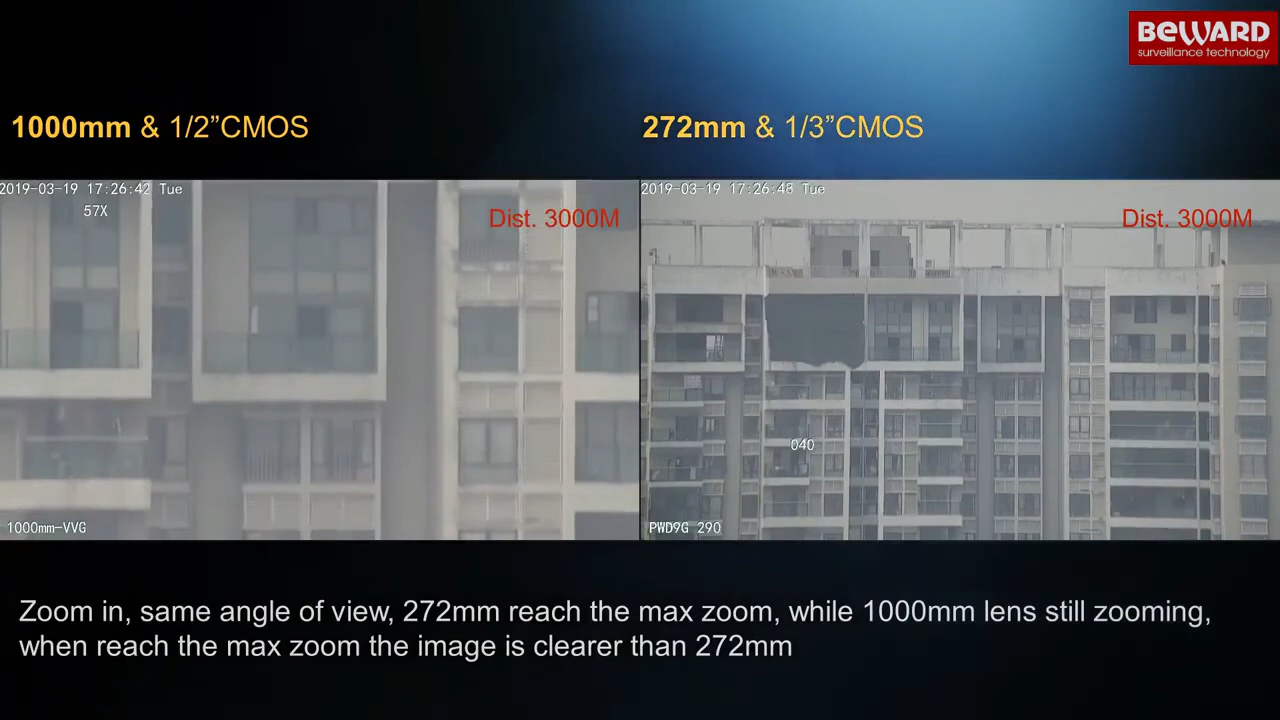 BEWARD
surveillance technology
1000mm & 1/2”CMOS
272mm & 1/3”CMOS
2019-03-19 17:26:42 Tue
57X
Dist. 3000M
1000mm-VVG
2019-03-19 17:26:48 Tue
Dist. 3000M
040
PWD9G 290
Zoom in, same angle of view, 272mm reach the max zoom, while 1000mm lens still zooming,
when reach the max zoom the image is clearer than 272mm